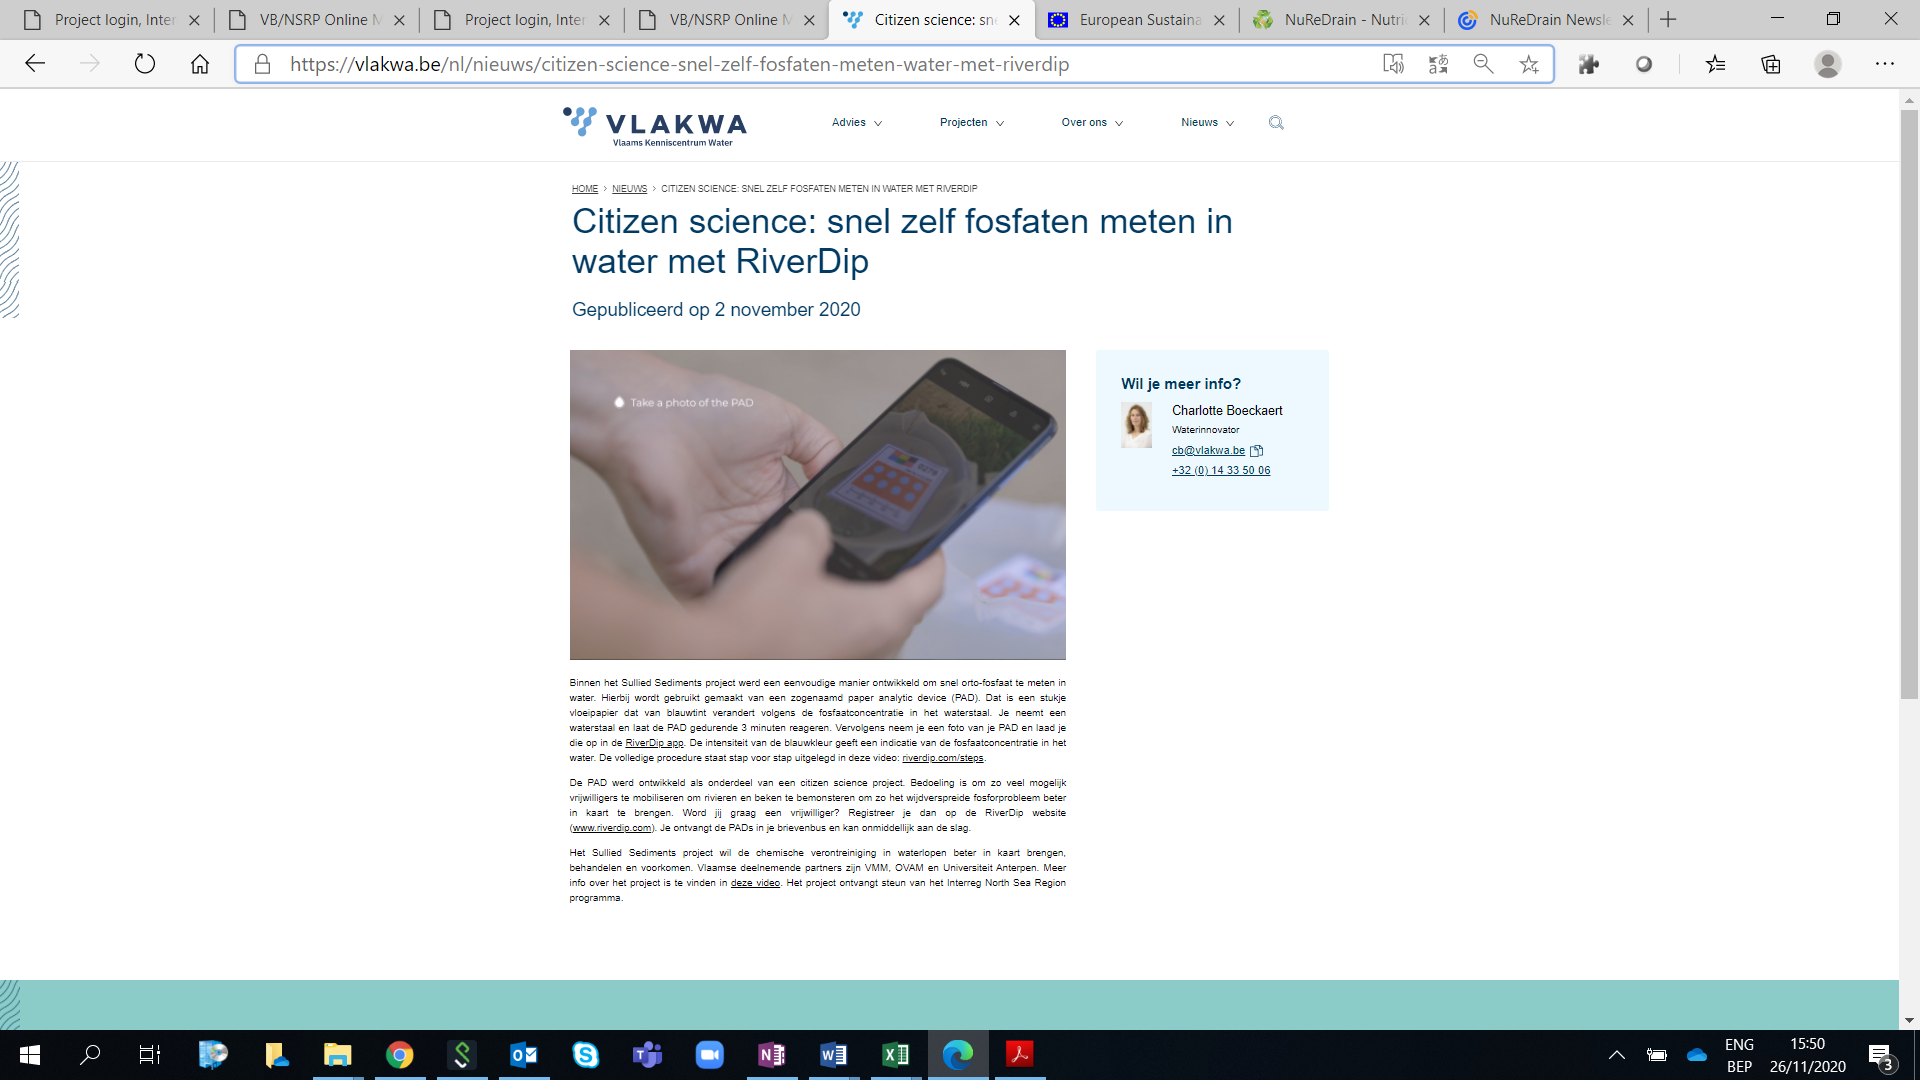 Project login, Inter
VB/NSRP Online M
Project login, Inter
VB/NSRP Online M
Citizen science: sne
European Sustaina
NuReDrain - Nutri
NuReDrain Newsle
https://vlakwa.be/nl/nieuws/citizen-science-snel-zelf-fosfaten-meten-water-met-riverdip
VLAKWA
Vlaams Kenniscentrum Water
Advies
Projecten
Over ons
Nieuws
HOME > NIEUWS > CITIZEN SCIENCE: SNEL ZELF FOSFATEN METEN IN WATER MET RIVERDIP
Citizen science: snel zelf fosfaten meten in
water met RiverDip
Gepubliceerd op 2 november 2020
Take a photo of the PAD
0279
Wil je meer info?
Charlotte Boeckaert
Waterinnovator
cb@vlakwa.be
+32 (0) 14 33 50 06
Binnen het Sullied Sediments project werd een eenvoudige manier ontwikkeld om snel orto-fosfaat te meten in
water. Hierbij wordt gebruikt gemaakt van een zogenaamd paper analytic device (PAD). Dat is een stukje
vloeipapier dat van blauwtint verandert volgens de fosfaatconcentratie in het waterstaal. Je neemt een
waterstaal en laat de PAD gedurende 3 minuten reageren. Vervolgens neem je een foto van je PAD en laad je
die op in de RiverDip app. De intensiteit van de blauwkleur geeft een indicatie van de fosfaatconcentratie in het
water. De volledige procedure staat stap voor stap uitgelegd in deze video: riverdip.com/steps.
De PAD werd ontwikkeld als onderdeel van een citizen science project. Bedoeling is om zo veel mogelijk
vrijwilligers te mobiliseren om rivieren en beken te bemonsteren om zo het wijdverspreide fosforprobleem beter
in kaart te brengen. Word jij graag een vrijwilliger? Registreer je dan op de RiverDip website
(www.riverdip.com). Je ontvangt de PADs in je brievenbus en kan onmiddellijk aan de slag.
Het Sullied Sediments project wil de chemische verontreiniging in waterlopen beter in kaart brengen,
behandelen en voorkomen. Vlaamse deelnemende partners zijn VMM, OVAM en Universiteit Anterpen. Meer
info over het project is te vinden in deze video. Het project ontvangt steun van het Interreg North Sea Region
programma.
ENG
BEP
15:50
26/11/2020
3